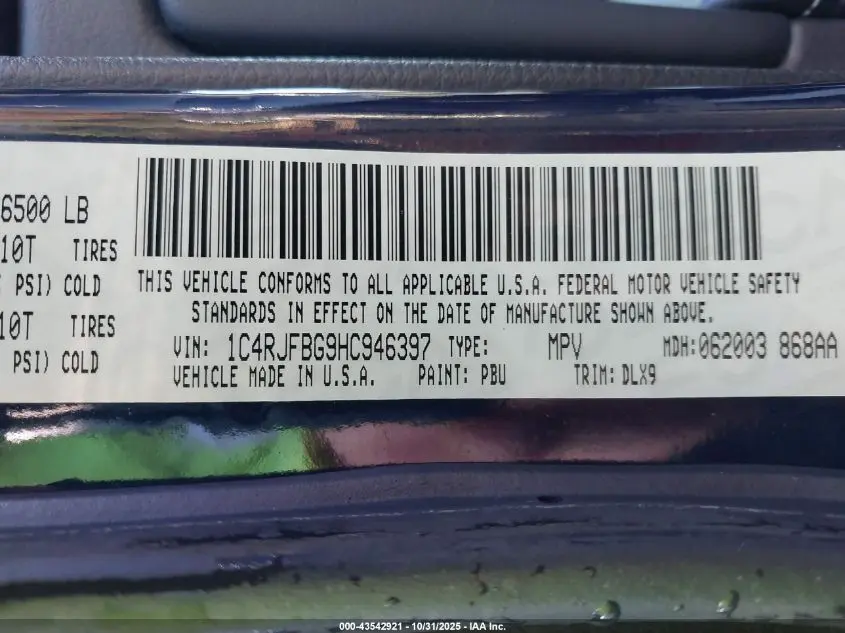 6500 LB
10T TIRES
PSI) COLD
10T TIRES
PSI) COLD
THIS VEHICLE CONFORMS TO ALL APPLICABLE U.S.A. FEDERAL MOTOR VEHICLE SAFETY
STANDARDS IN EFFECT ON THE DATE OF MANUFACTURE SHOWN ABOVE.
VIN: 1C4RJFBG9HC946397 TYPE: MPV MDH:062003 868AA
VEHICLE MADE IN U.S.A. PAINT: PBU TRIM: DLX9
000-43542921 - 10/31/2025 - IAA Inc.